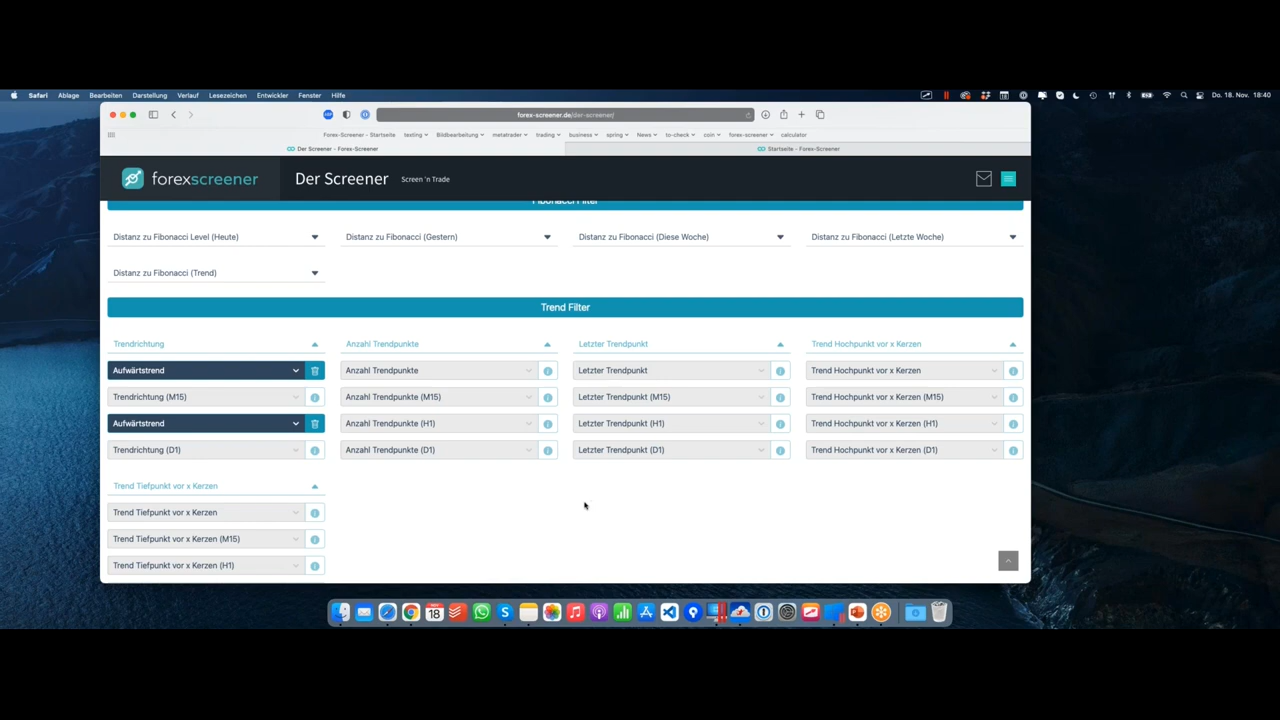 Safari Ablage Bearbeiten Darstellung Verlauf Lesezeichen Entwickler Fenster Hilfe Do. 18. Nov. 18:40
forex-screener.de/der-screener/
Forex-Screener - Startseite texting Bildbearbeitung metatrader trading business spring News to-check coin forex-screener calculator
Der Screener – Forex-Screener Startseite – Forex-Screener
forexscreener Der Screener Screen 'n Trade
Fibonacci Filter
Distanz zu Fibonacci Level (Heute) Distanz zu Fibonacci (Gestern) Distanz zu Fibonacci (Diese Woche) Distanz zu Fibonacci (Letzte Woche)
Distanz zu Fibonacci (Trend)
Trend Filter
Trendrichtung Anzahl Trendpunkte Letzter Trendpunkt Trend Hochpunkt vor x Kerzen
Aufwärtstrend Anzahl Trendpunkte Letzter Trendpunkt Trend Hochpunkt vor x Kerzen
Trendrichtung (M15) Anzahl Trendpunkte (M15) Letzter Trendpunkt (M15) Trend Hochpunkt vor x Kerzen (M15)
Aufwärtstrend Anzahl Trendpunkte (H1) Letzter Trendpunkt (H1) Trend Hochpunkt vor x Kerzen (H1)
Trendrichtung (D1) Anzahl Trendpunkte (D1) Letzter Trendpunkt (D1) Trend Hochpunkt vor x Kerzen (D1)
Trend Tiefpunkt vor x Kerzen
Trend Tiefpunkt vor x Kerzen
Trend Tiefpunkt vor x Kerzen (M15)
Trend Tiefpunkt vor x Kerzen (H1)
18